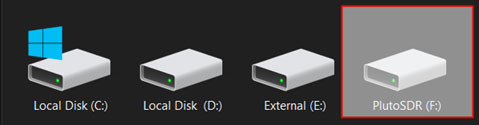 Local Disk (C:)
Local Disk  (D:)
External (E:)
PlutoSDR (F:)